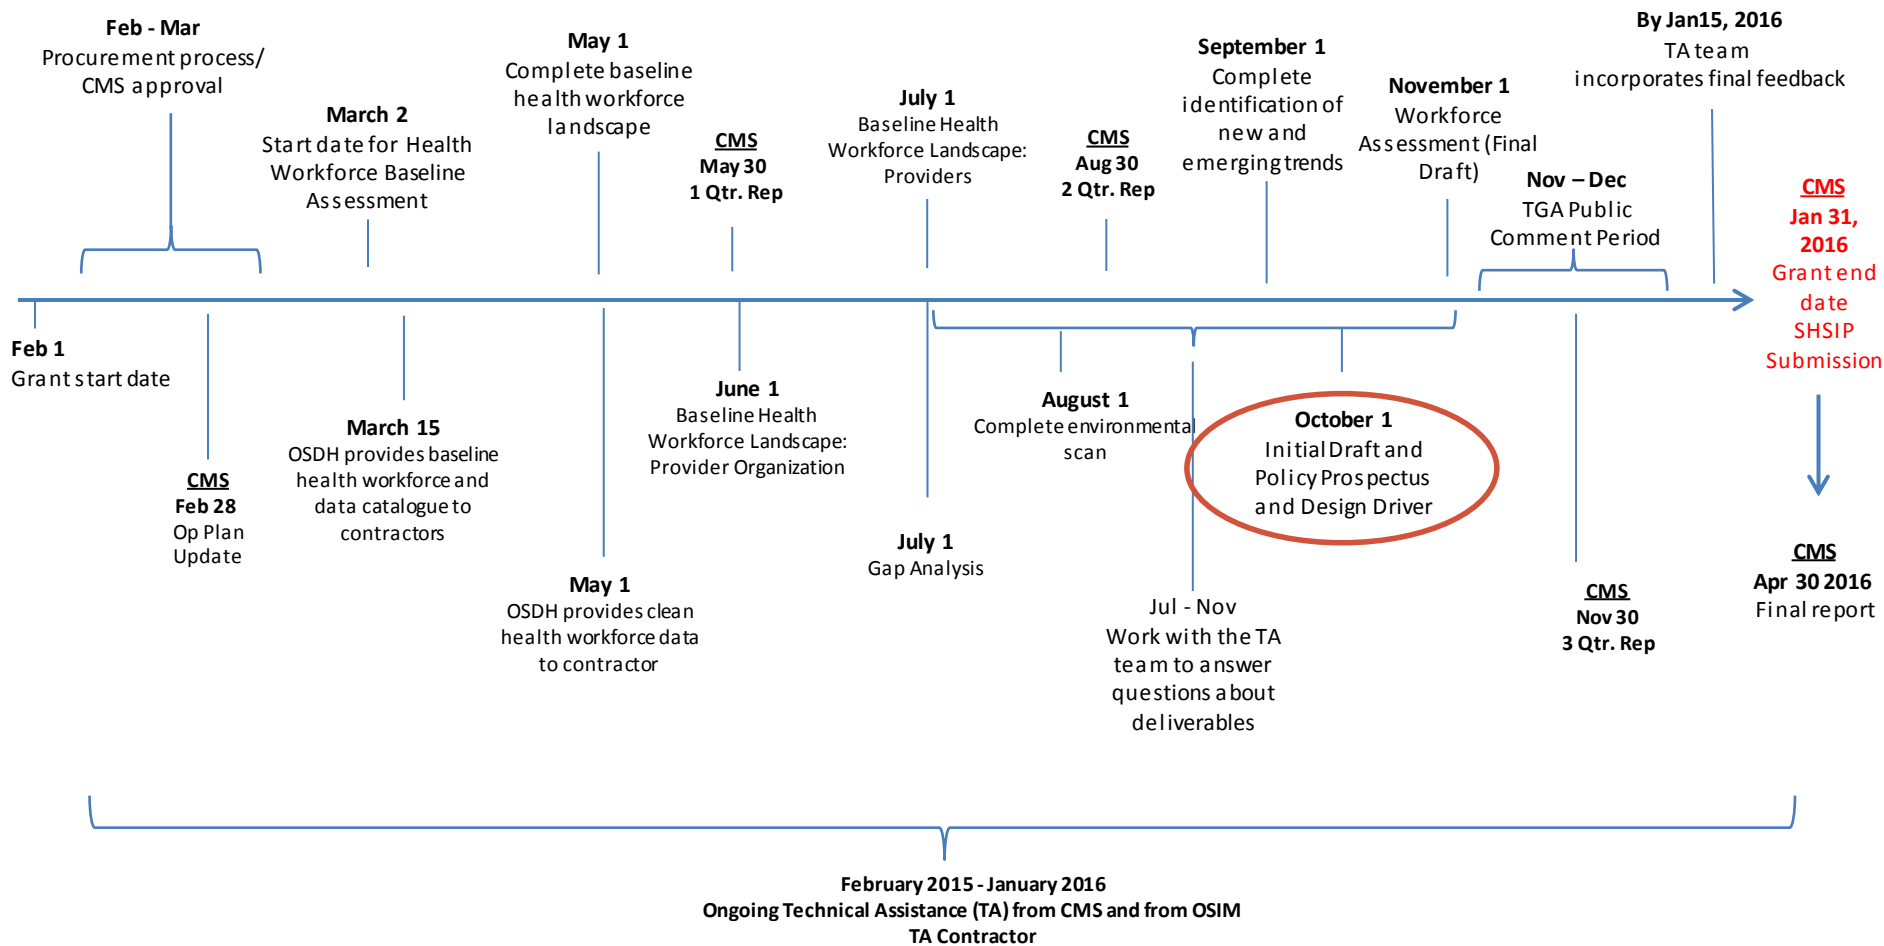 Feb - Mar
Procurement process/
CMS approval
March 2
Start date for Health
Workforce Baseline
Assessment
May 1
Complete baseline
health workforce
landscape
CMS
May 30
1 Qtr. Rep
July 1
Baseline Health
Workforce Landscape:
Providers
CMS
Aug 30
2 Qtr. Rep
September 1
Complete
identification of
new and
emerging trends
November 1
Workforce
Assessment (Final
Draft)
Nov – Dec
TGA Public
Comment Period
By Jan15, 2016
TA team
incorporates final feedback
CMS
Jan 31,
2016
Grant end
date
SHSIP
Submission
Feb 1
Grant start date
CMS
Feb 28
Op Plan
Update
March 15
OSDH provides baseline
health workforce and
data catalogue to
contractors
May 1
OSDH provides clean
health workforce data
to contractor
June 1
Baseline Health
Workforce Landscape:
Provider Organization
July 1
Gap Analysis
August 1
Complete environmental
scan
Jul - Nov
Work with the TA
team to answer
questions about
deliverables
October 1
Initial Draft and
Policy Prospectus
and Design Driver
CMS
Nov 30
3 Qtr. Rep
CMS
Apr 30 2016
Final report
February 2015 - January 2016
Ongoing Technical Assistance (TA) from CMS and from OSIM
TA Contractor